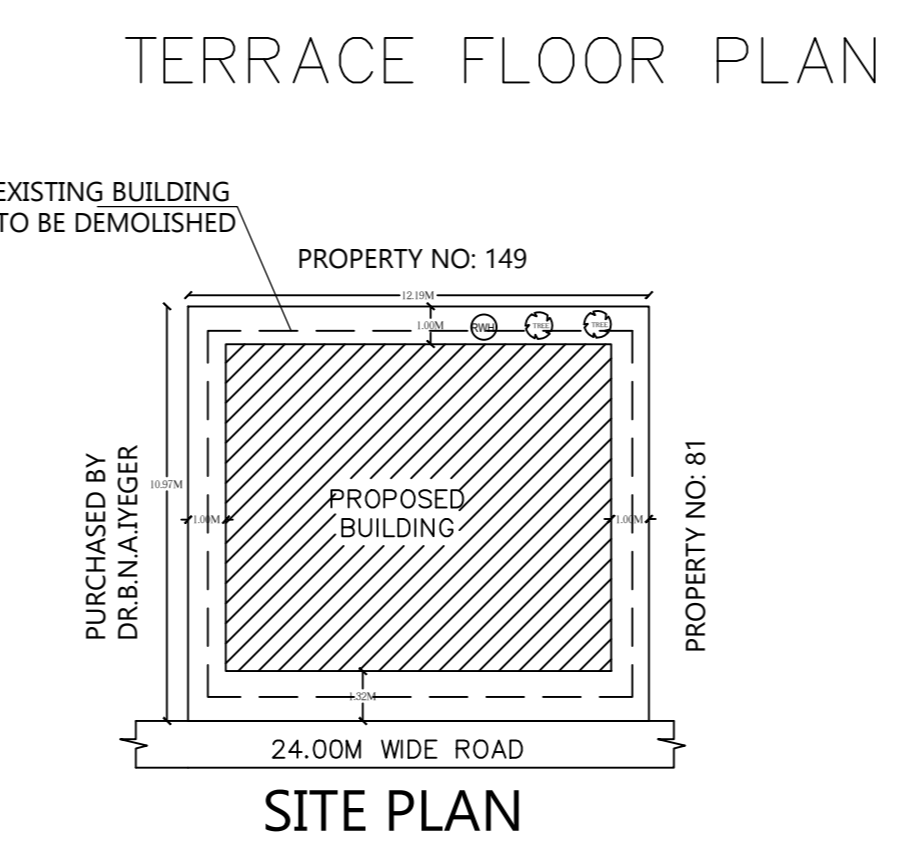 TERRACE FLOOR PLAN
EXISTING BUILDING
TO BE DEMOLISHED
PROPERTY NO: 149
12.19M
1.00M
RWH
TREE
TREE
PURCHASED BY
DR.B.N.A.IYEGER
10.97M
1.00M
PROPOSED
BUILDING
1.00M
PROPERTY NO: 81
1.32M
24.00M WIDE ROAD
SITE PLAN